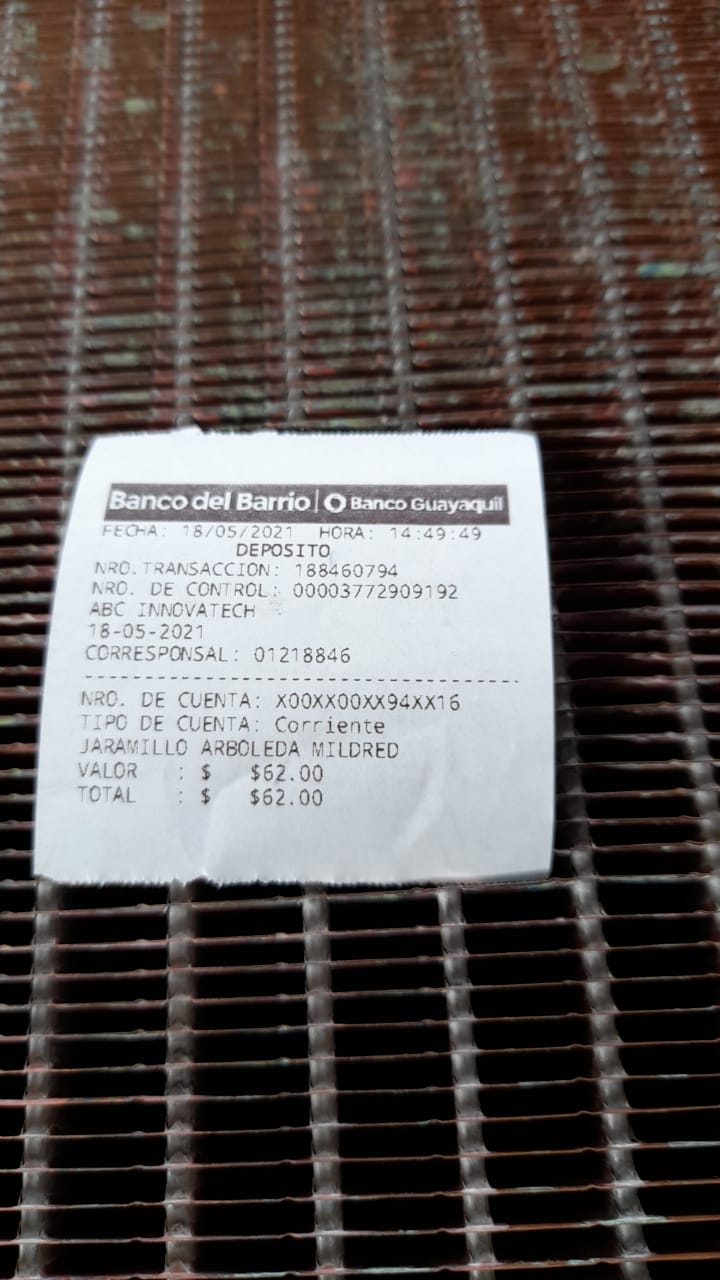 Banco del Barrio | Banco Guayaquil
FECHA: 18/05/2021 HORA: 14:49:49
DEPOSITO
NRO.TRANSACCION: 188460794
NRO. DE CONTROL: 00003772909192
ABC INNOVATECH
18-05-2021
CORRESPONSAL: 01218846
NRO. DE CUENTA: X00XX00XX94XX16
TIPO DE CUENTA: Corriente
JARAMILLO ARBOLEDA MILDRED
VALOR : $ $62.00
TOTAL : $ $62.00